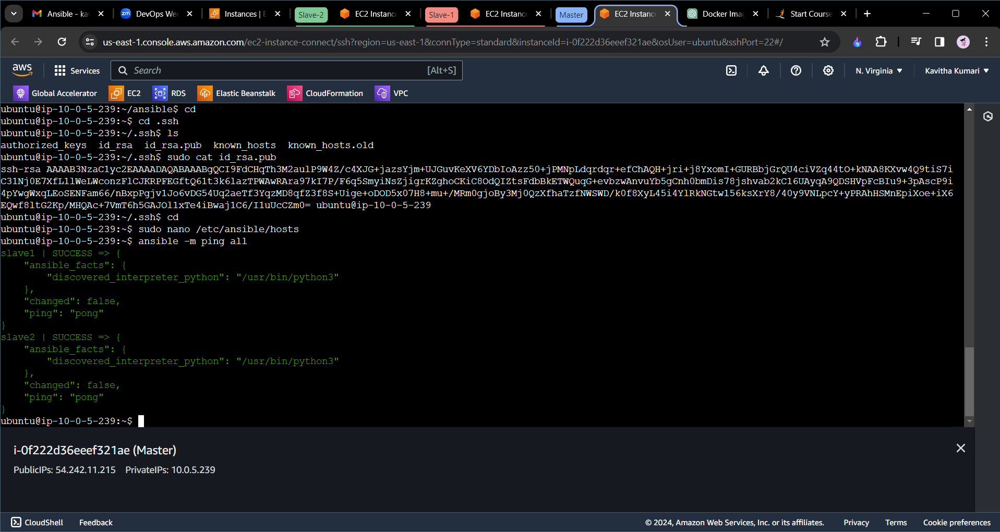 Ansible - ka
DevOps Wee
Instances | E
Slave-2
EC2 Instanc
Slave-1
EC2 Instanc
Master
EC2 Instanc
Docker Imag
Start Course
us-east-1.console.aws.amazon.com/ec2-instance-connect/ssh?region=us-east-1&connType=standard&instanceId=i-0f222d36eeef321ae&osUser=ubuntu&sshPort=22#/
aws
Services
Search
[Alt+S]
N. Virginia
Kavitha Kumari
Global Accelerator
EC2
RDS
Elastic Beanstalk
CloudFormation
VPC
ubuntu@ip-10-0-5-239:~/ansible$ cd
ubuntu@ip-10-0-5-239:~$ cd .ssh
ubuntu@ip-10-0-5-239:~/.ssh$ ls
authorized_keys  id_rsa  id_rsa.pub  known_hosts  known_hosts.old
ubuntu@ip-10-0-5-239:~/.ssh$ sudo cat id_rsa.pub
ssh-rsa AAAAB3NzaC1yc2EAAAADAQABAAABgQCI9FdCHqTh3M2aulP9W4Z/c4XJG+jazsYjm+UJGuvKeXV6YDbIoAzz50+jPMNpLdqrdqr+efChAQH+jri+j8YxomI+GURBbjGrQU4ciVZq44tO+kNAA8KXvw4Q9tiS7i
C31Nj0E7XfL1lWeLWconzFlCJKRPFEGftQ61t3k6lazTPWAwRAra97kI7P/F6q5SmyiNsZjigrKZghoCKiC8OdQIZtsFdbBkETWQuqG+evbzwAnvuYb5gCnh0bmDis78jshvab2kC16UAyqA9QDSHVpFcBIu9+3pAscP9i
4pYwgWxqLEoSENFam66/nBxpPgjv1Jo6vDG54Uq2aeTf3YqzMD8qfZ3f8S+Uige+oDOD5x07H8+mu+/MRm0gjoBy3Mj0QzXfhaTzfNWSWD/k0f8XyL45i4YlRkNGtw156ksXrY8/40y9VNLpcY+yPRAhHSMnEpiXoe+iX6
EQwf8ltG2Kp/MHQAc+7VmT6h5GAJOl1xTe4iBwaj1C6/I1uUcCZm0= ubuntu@ip-10-0-5-239
ubuntu@ip-10-0-5-239:~/.ssh$ cd
ubuntu@ip-10-0-5-239:~$ sudo nano /etc/ansible/hosts
ubuntu@ip-10-0-5-239:~$ ansible -m ping all
slave1 | SUCCESS => {
    "ansible_facts": {
        "discovered_interpreter_python": "/usr/bin/python3"
    },
    "changed": false,
    "ping": "pong"
}
slave2 | SUCCESS => {
    "ansible_facts": {
        "discovered_interpreter_python": "/usr/bin/python3"
    },
    "changed": false,
    "ping": "pong"
}
ubuntu@ip-10-0-5-239:~$
i-0f222d36eeef321ae (Master)
PublicIPs: 54.242.11.215    PrivateIPs: 10.0.5.239
CloudShell
Feedback
© 2024, Amazon Web Services, Inc. or its affiliates.
Privacy
Terms
Cookie preferences